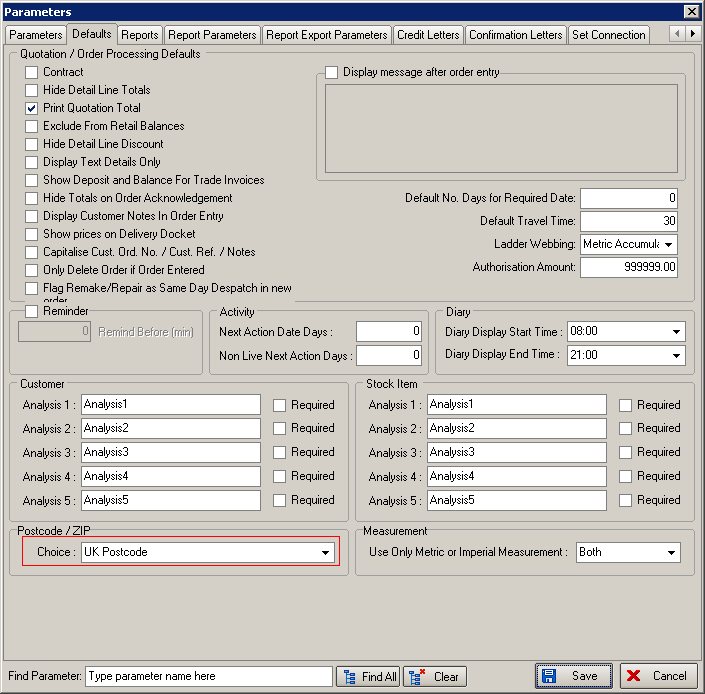 Parameters
Parameters Defaults Reports Report Parameters Report Export Parameters Credit Letters Confirmation Letters Set Connection
Quotation / Order Processing Defaults
Contract
Hide Detail Line Totals
Print Quotation Total
Exclude From Retail Balances
Hide Detail Line Discount
Display Text Details Only
Show Deposit and Balance For Trade Invoices
Hide Totals on Order Acknowledgement
Display Customer Notes In Order Entry
Show prices on Delivery Docket
Capitalise Cust. Ord. No. / Cust. Ref. / Notes
Only Delete Order if Order Entered
Flag Remake/Repair as Same Day Despatch in new
order
Display message after order entry
Default No. Days for Required Date: 0
Default Travel Time: 30
Ladder Webbing: Metric Accumula
Authorisation Amount: 999999.00
Reminder
0 Remind Before (min)
Activity
Next Action Date Days : 0
Non Live Next Action Days : 0
Diary
Diary Display Start Time : 08:00
Diary Display End Time : 21:00
Customer
Analysis 1 : Analysis1 Required
Analysis 2 : Analysis2 Required
Analysis 3 : Analysis3 Required
Analysis 4 : Analysis4 Required
Analysis 5 : Analysis5 Required
Stock Item
Analysis 1 : Analysis1 Required
Analysis 2 : Analysis2 Required
Analysis 3 : Analysis3 Required
Analysis 4 : Analysis4 Required
Analysis 5 : Analysis5 Required
Postcode / ZIP
Choice : UK Postcode
Measurement
Use Only Metric or Imperial Measurement : Both
Find Parameter: Type parameter name here Find All Clear Save Cancel